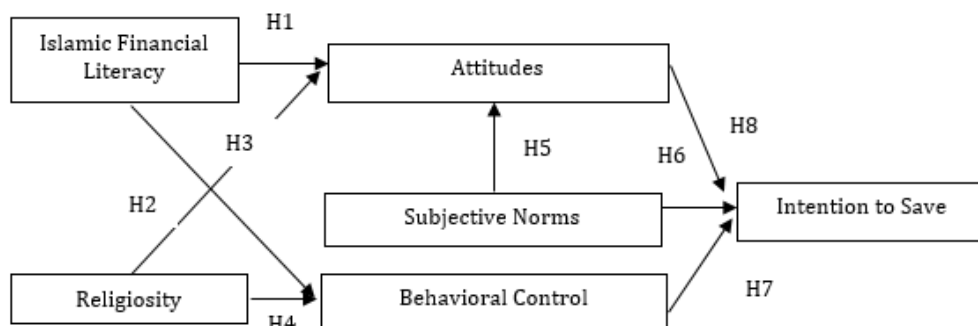 H1
Islamic Financial
Literacy
Attitudes
H3
H5
H6
H8
H2
Subjective Norms
Intention to Save
Religiosity
H4
Behavioral Control
H7